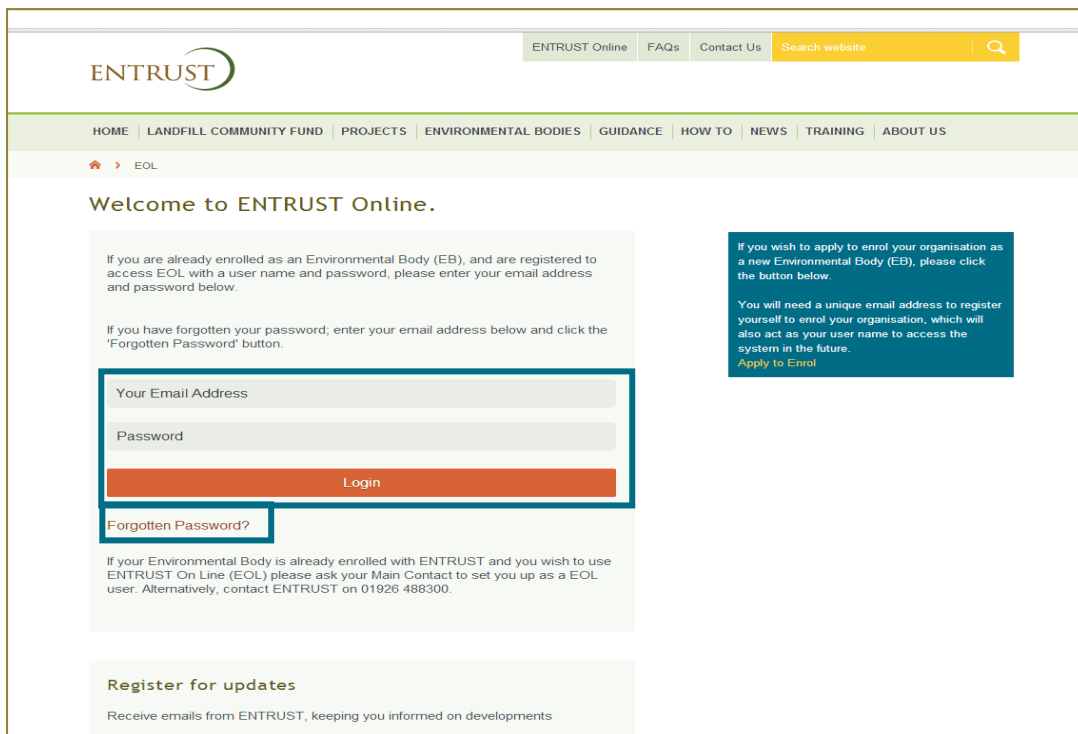 ENTRUST
ENTRUST Online FAQs Contact Us Search website
HOME LANDFILL COMMUNITY FUND PROJECTS ENVIRONMENTAL BODIES GUIDANCE HOW TO NEWS TRAINING ABOUT US
> EOL
Welcome to ENTRUST Online.
If you are already enrolled as an Environmental Body (EB), and are registered to
access EOL with a user name and password, please enter your email address
and password below.
If you have forgotten your password; enter your email address below and click the
'Forgotten Password' button.
Your Email Address
Password
Login
Forgotten Password?
If your Environmental Body is already enrolled with ENTRUST and you wish to use
ENTRUST On Line (EOL) please ask your Main Contact to set you up as a EOL
user. Alternatively, contact ENTRUST on 01926 488300.
If you wish to apply to enrol your organisation as
a new Environmental Body (EB), please click
the button below.
You will need a unique email address to register
yourself to enrol your organisation, which will
also act as your user name to access the
system in the future.
Apply to Enrol
Register for updates
Receive emails from ENTRUST, keeping you informed on developments